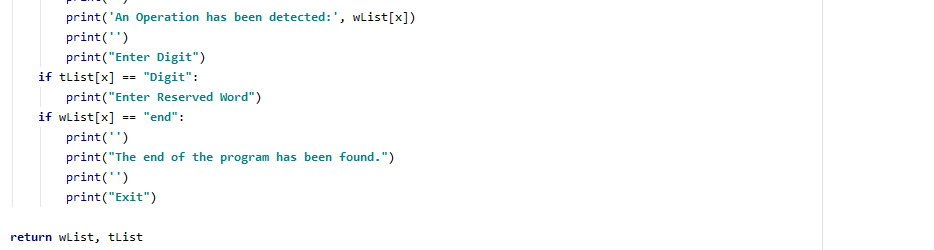 print('An Operation has been detected:', wList[x])
print('')
print("Enter Digit")
if tList[x] == "Digit":
print("Enter Reserved Word")
if wList[x] == "end":
print('')
print("The end of the program has been found.")
print('')
print("Exit")
return wList, tList